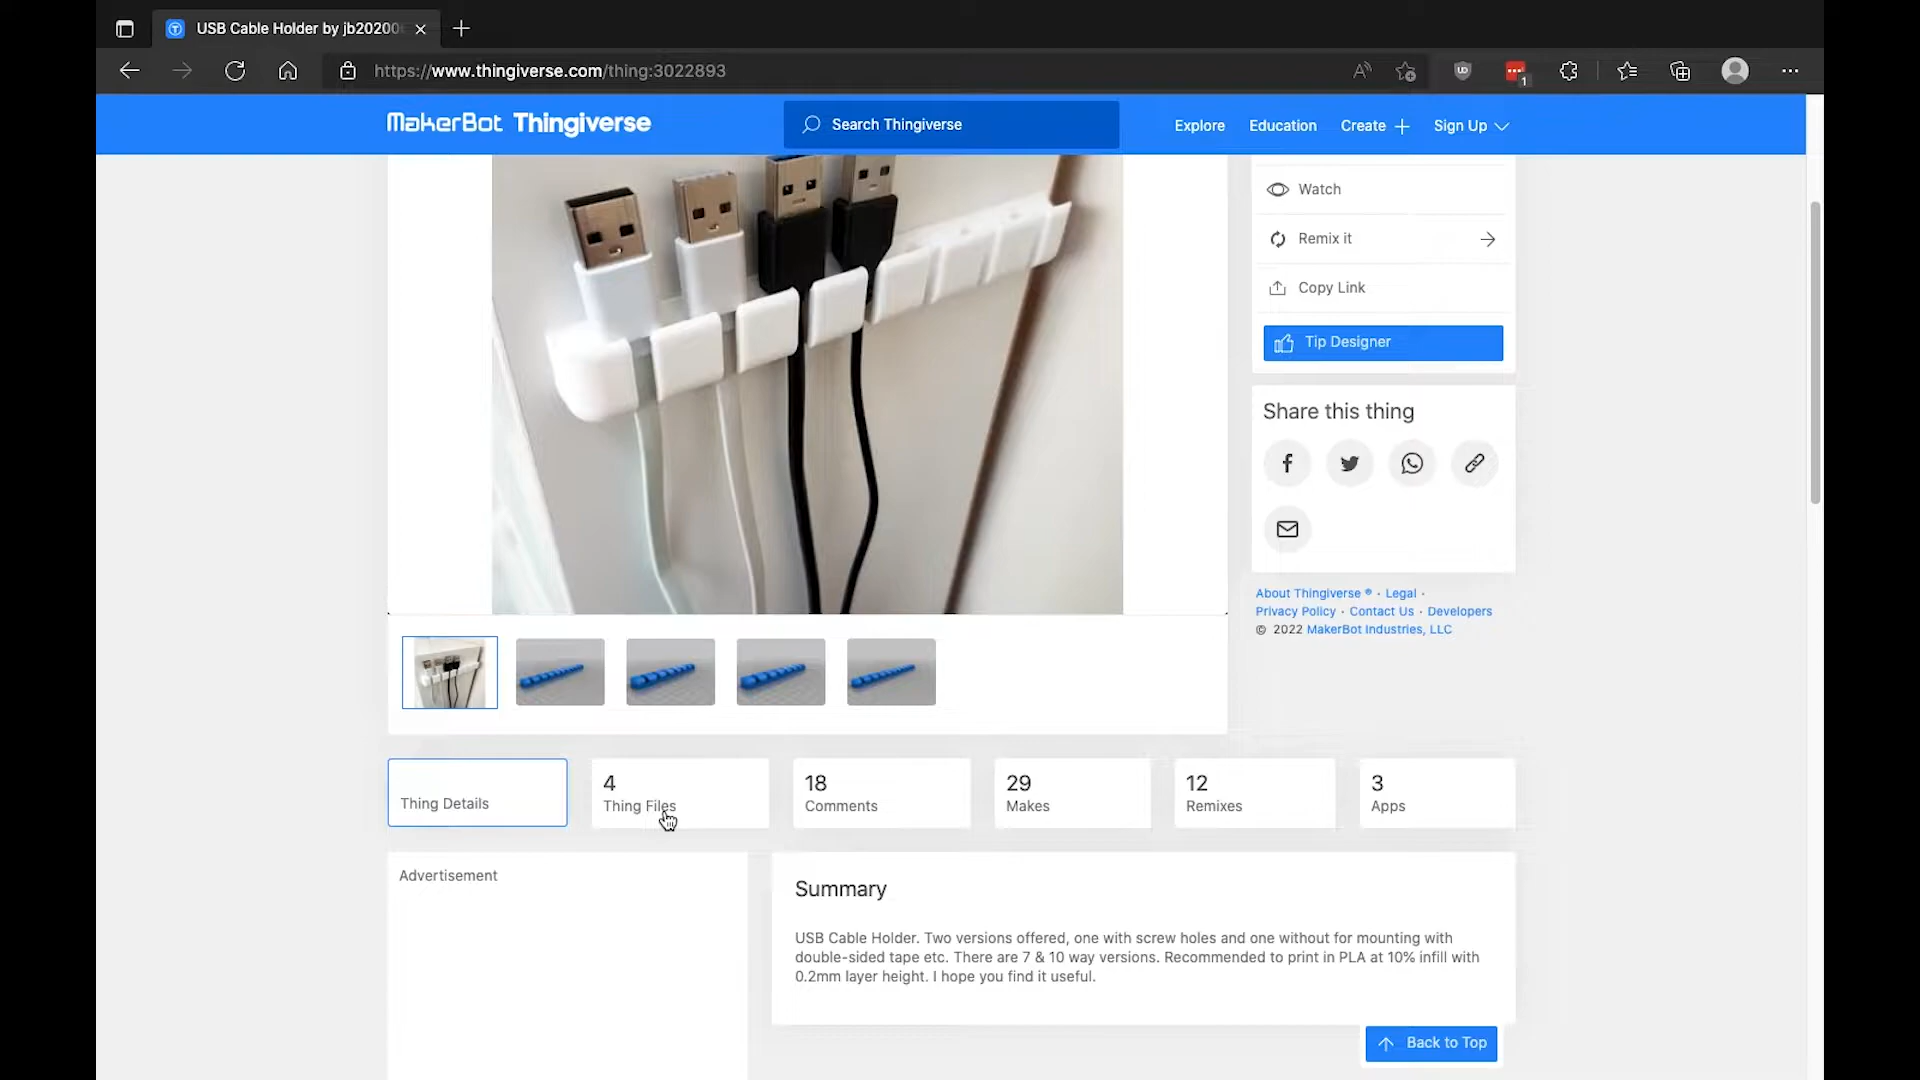 USB Cable Holder by jb20200
https://www.thingiverse.com/thing:3022893
UD
1
MakerBot Thingiverse
Search Thingiverse
Explore
Education
Create
Sign Up
Watch
Remix it
Copy Link
Tip Designer
Share this thing
About Thingiverse ® · Legal ·
Privacy Policy · Contact Us · Developers
© 2022 MakerBot Industries, LLC
Thing Details
4
Thing Files
18
Comments
29
Makes
12
Remixes
3
Apps
Advertisement
Summary
USB Cable Holder. Two versions offered, one with screw holes and one without for mounting with
double-sided tape etc. There are 7 & 10 way versions. Recommended to print in PLA at 10% infill with
0.2mm layer height. I hope you find it useful.
Back to Top